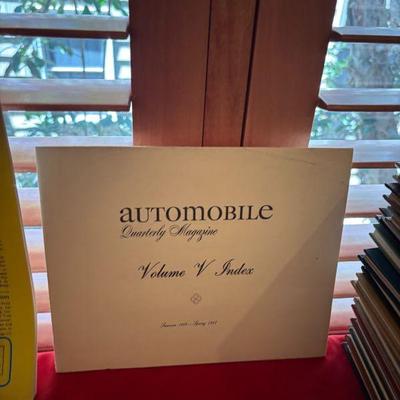 AUTOMOBILE
Quarterly Magazine
Volume V Index